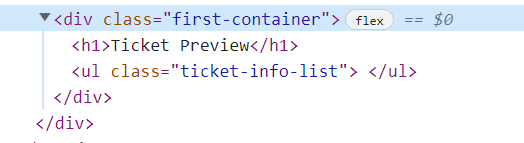 <div class="first-container"> flex == $0
<h1>Ticket Preview</h1>
<ul class="ticket-info-list"> </ul>
</div>
</div>